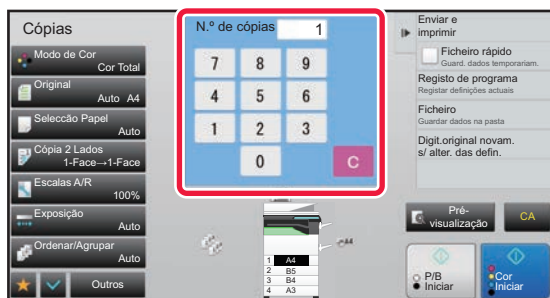 Cópias
Modo de Cor
Cor Total
Original
Auto A4
Seleccão Papel
Auto
Cópia 2 Lados
1-Face→1-Face
Escalas A/R
100%
Exposição
Auto
Ordenar/Agrupar
Auto
Outros
N.º de cópias 1
7 8 9
4 5 6
1 2 3
0 C
A4
1 A4
2 B5
3 B4
4 A3
Enviar e
imprimir
Ficheiro rápido
Guard. dados temporariam.
Registo de programa
Registar definições actuais
Ficheiro
Guardar dados na pasta
Digit.original novam.
s/ alter. das defin.
Pré-
visualização
CA
P/B
Iniciar
Cor
Iniciar